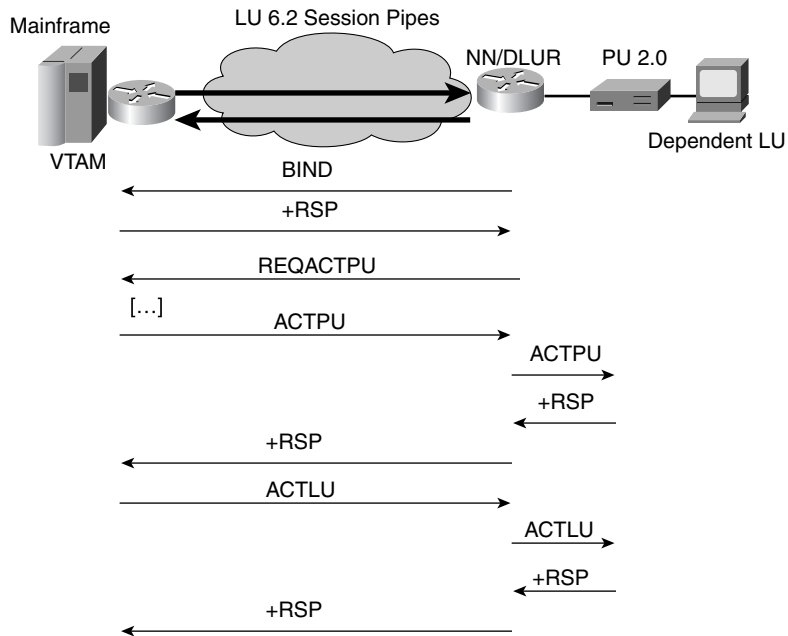 LU 6.2 Session Pipes
Mainframe
NN/DLUR
PU 2.0
VTAM
Dependent LU
BIND
+RSP
REQACTPU
[...]
ACTPU
ACTPU
+RSP
+RSP
ACTLU
ACTLU
+RSP
+RSP